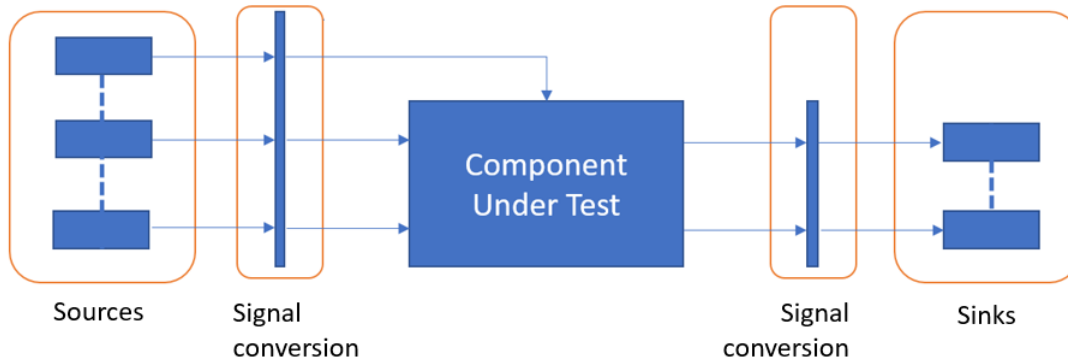 Component
Under Test
Sources
Signal
conversion
Signal
conversion
Sinks